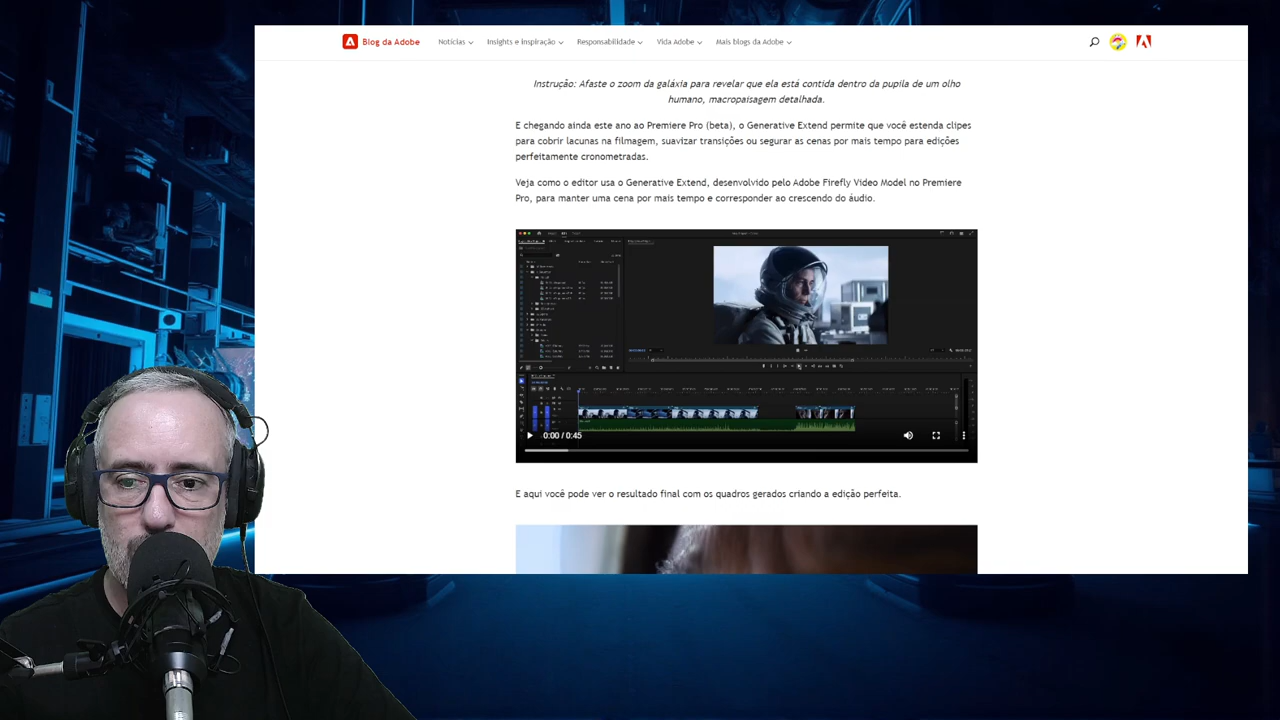 Blog da Adobe Notícias Insights e inspiração Responsabilidade Vida Adobe Mais blogs da Adobe
Instrução: Afaste o zoom da galáxia para revelar que ela está contida dentro da pupila de um olho
humano, macropaisagem detalhada.
E chegando ainda este ano ao Premiere Pro (beta), o Generative Extend permite que você estenda clipes
para cobrir lacunas na filmagem, suavizar transições ou segurar as cenas por mais tempo para edições
perfeitamente cronometradas.
Veja como o editor usa o Generative Extend, desenvolvido pelo Adobe Firefly Video Model no Premiere
Pro, para manter uma cena por mais tempo e corresponder ao crescendo do áudio.
0:00 / 0:45
E aqui você pode ver o resultado final com os quadros gerados criando a edição perfeita.